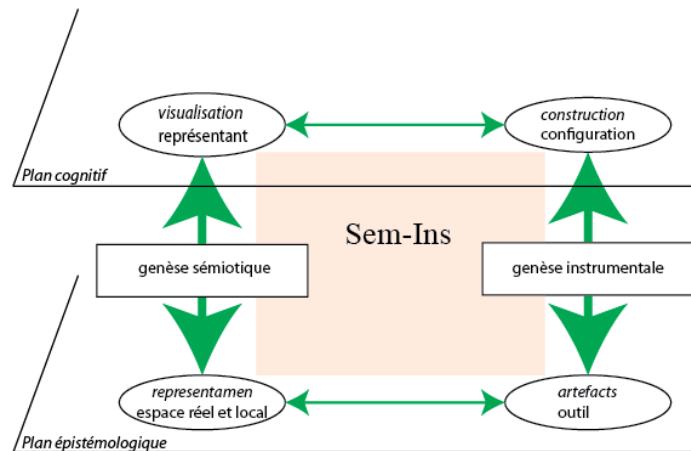 visualisation
représentant
construction
configuration
Plan cognitif
Sem-Ins
genèse sémiotique
genèse instrumentale
representamen
espace réel et local
artefacts
outil
Plan épistémologique